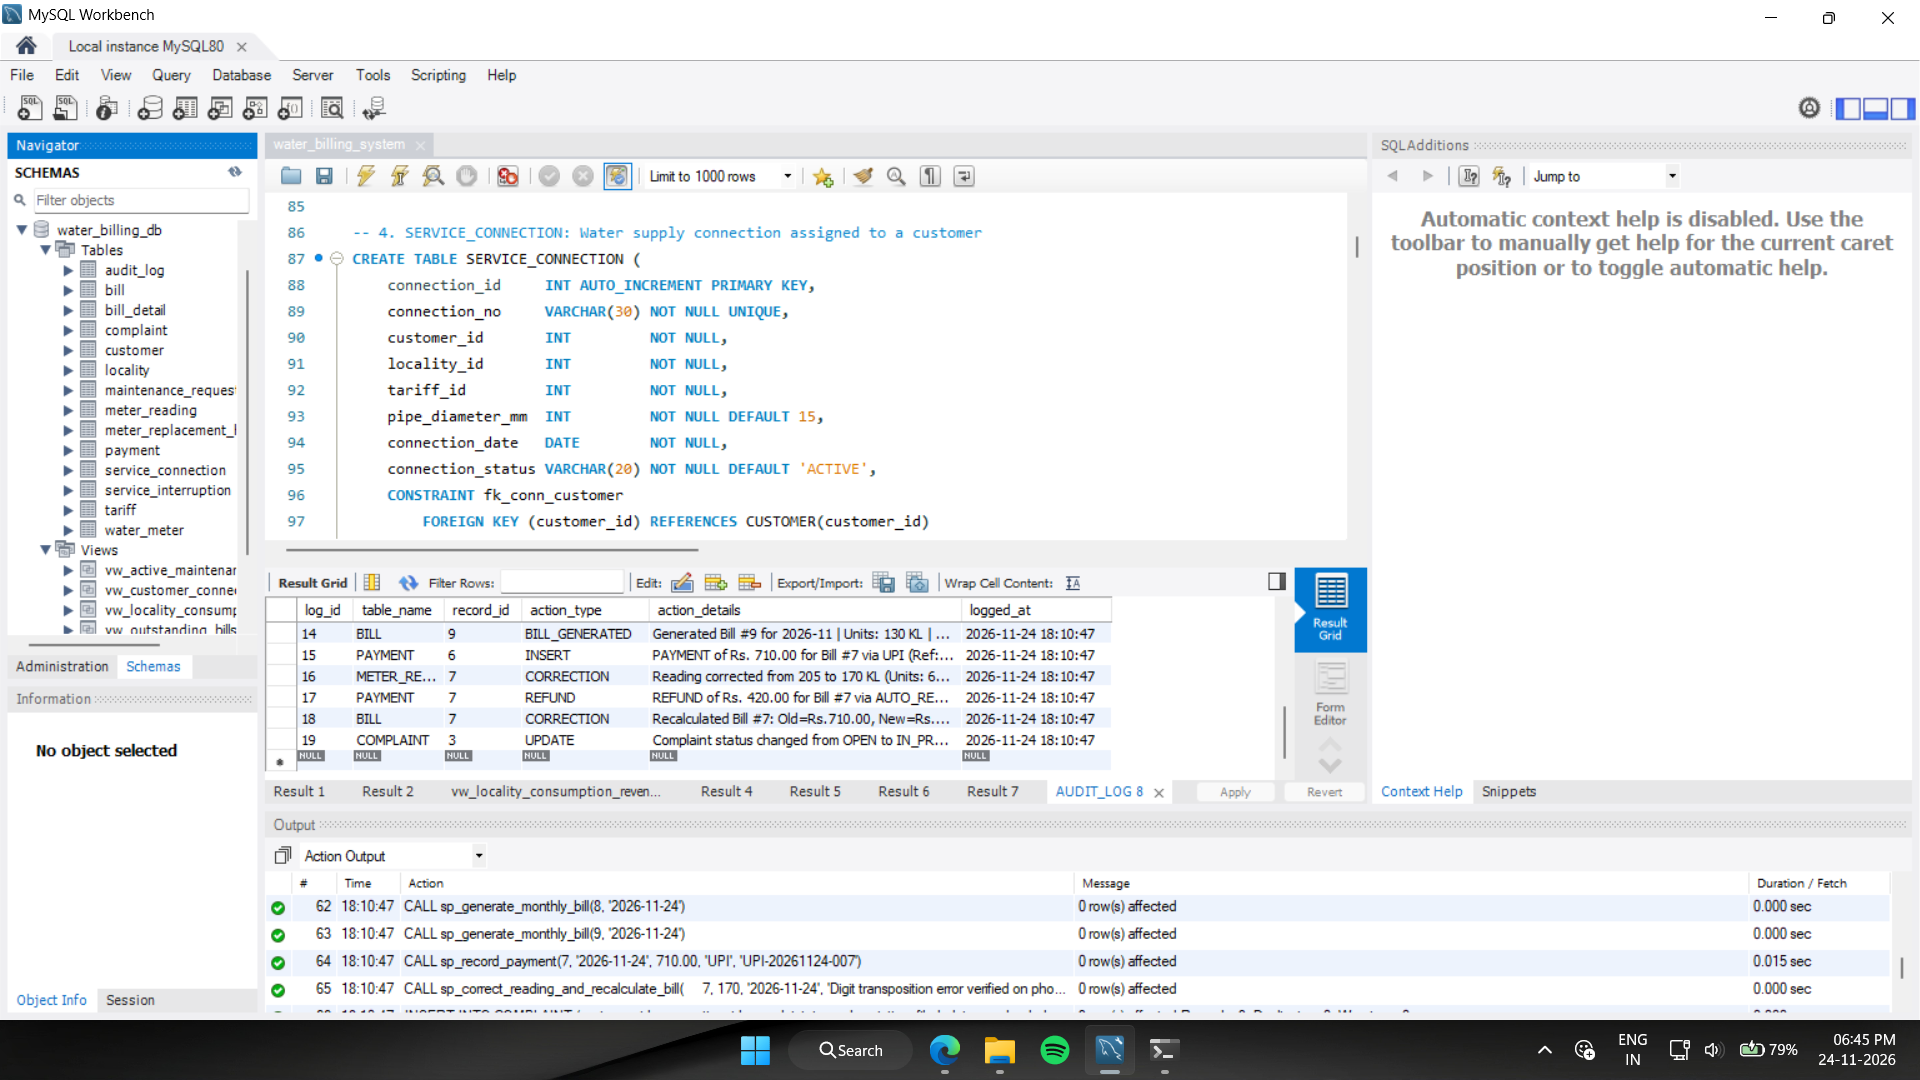 MySQL Workbench
Local instance MySQL80
File Edit View Query Database Server Tools Scripting Help
Navigator
SCHEMAS
Filter objects
water_billing_db
Tables
audit_log
bill
bill_detail
complaint
customer
locality
maintenance_reques
meter_reading
meter_replacement_l
payment
service_connection
service_interruption
tariff
water_meter
Views
vw_active_maintenar
vw_customer_conne
vw_locality_consump
vw_outstanding_bills
Administration Schemas
Information
No object selected
Object Info Session
water_billing_system
Limit to 1000 rows
85
86 -- 4. SERVICE_CONNECTION: Water supply connection assigned to a customer
87 CREATE TABLE SERVICE_CONNECTION (
88 connection_id INT AUTO_INCREMENT PRIMARY KEY,
89 connection_no VARCHAR(30) NOT NULL UNIQUE,
90 customer_id INT NOT NULL,
91 locality_id INT NOT NULL,
92 tariff_id INT NOT NULL,
93 pipe_diameter_mm INT NOT NULL DEFAULT 15,
94 connection_date DATE NOT NULL,
95 connection_status VARCHAR(20) NOT NULL DEFAULT 'ACTIVE',
96 CONSTRAINT fk_conn_customer
97 FOREIGN KEY (customer_id) REFERENCES CUSTOMER(customer_id)
Result Grid Filter Rows: Edit: Export/Import: Wrap Cell Content:
log_id table_name record_id action_type action_details logged_at
14 BILL 9 BILL_GENERATED Generated Bill #9 for 2026-11 | Units: 130 KL | ... 2026-11-24 18:10:47
15 PAYMENT 6 INSERT PAYMENT of Rs. 710.00 for Bill #7 via UPI (Ref:... 2026-11-24 18:10:47
16 METER_RE... 7 CORRECTION Reading corrected from 205 to 170 KL (Units: 6... 2026-11-24 18:10:47
17 PAYMENT 7 REFUND REFUND of Rs. 420.00 for Bill #7 via AUTO_RE... 2026-11-24 18:10:47
18 BILL 7 CORRECTION Recalculated Bill #7: Old=Rs.710.00, New=Rs.... 2026-11-24 18:10:47
19 COMPLAINT 3 UPDATE Complaint status changed from OPEN to IN_PR... 2026-11-24 18:10:47
NULL NULL NULL NULL NULL NULL
Result Grid
Form Editor
Result 1 Result 2 vw_locality_consumption_reven... Result 4 Result 5 Result 6 Result 7 AUDIT_LOG 8 Apply Revert
SQLAdditions
Jump to
Automatic context help is disabled. Use the
toolbar to manually get help for the current caret
position or to toggle automatic help.
Context Help Snippets
Output
Action Output
# Time Action Message Duration / Fetch
62 18:10:47 CALL sp_generate_monthly_bill(8, '2026-11-24') 0 row(s) affected 0.000 sec
63 18:10:47 CALL sp_generate_monthly_bill(9, '2026-11-24') 0 row(s) affected 0.000 sec
64 18:10:47 CALL sp_record_payment(7, '2026-11-24', 710.00, 'UPI', 'UPI-20261124-007') 0 row(s) affected 0.015 sec
65 18:10:47 CALL sp_correct_reading_and_recalculate_bill( 7, 170, '2026-11-24', 'Digit transposition error verified on pho... 0 row(s) affected 0.000 sec
Search
ENG
IN
79%
06:45 PM
24-11-2026